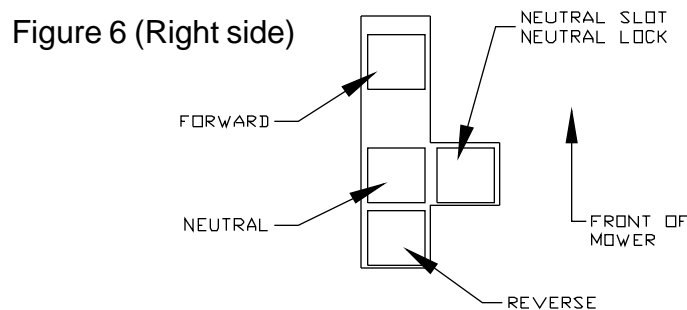 Figure 6 (Right side)
NEUTRAL SLOT
NEUTRAL LOCK
FORWARD
NEUTRAL
FRONT OF
MOWER
REVERSE